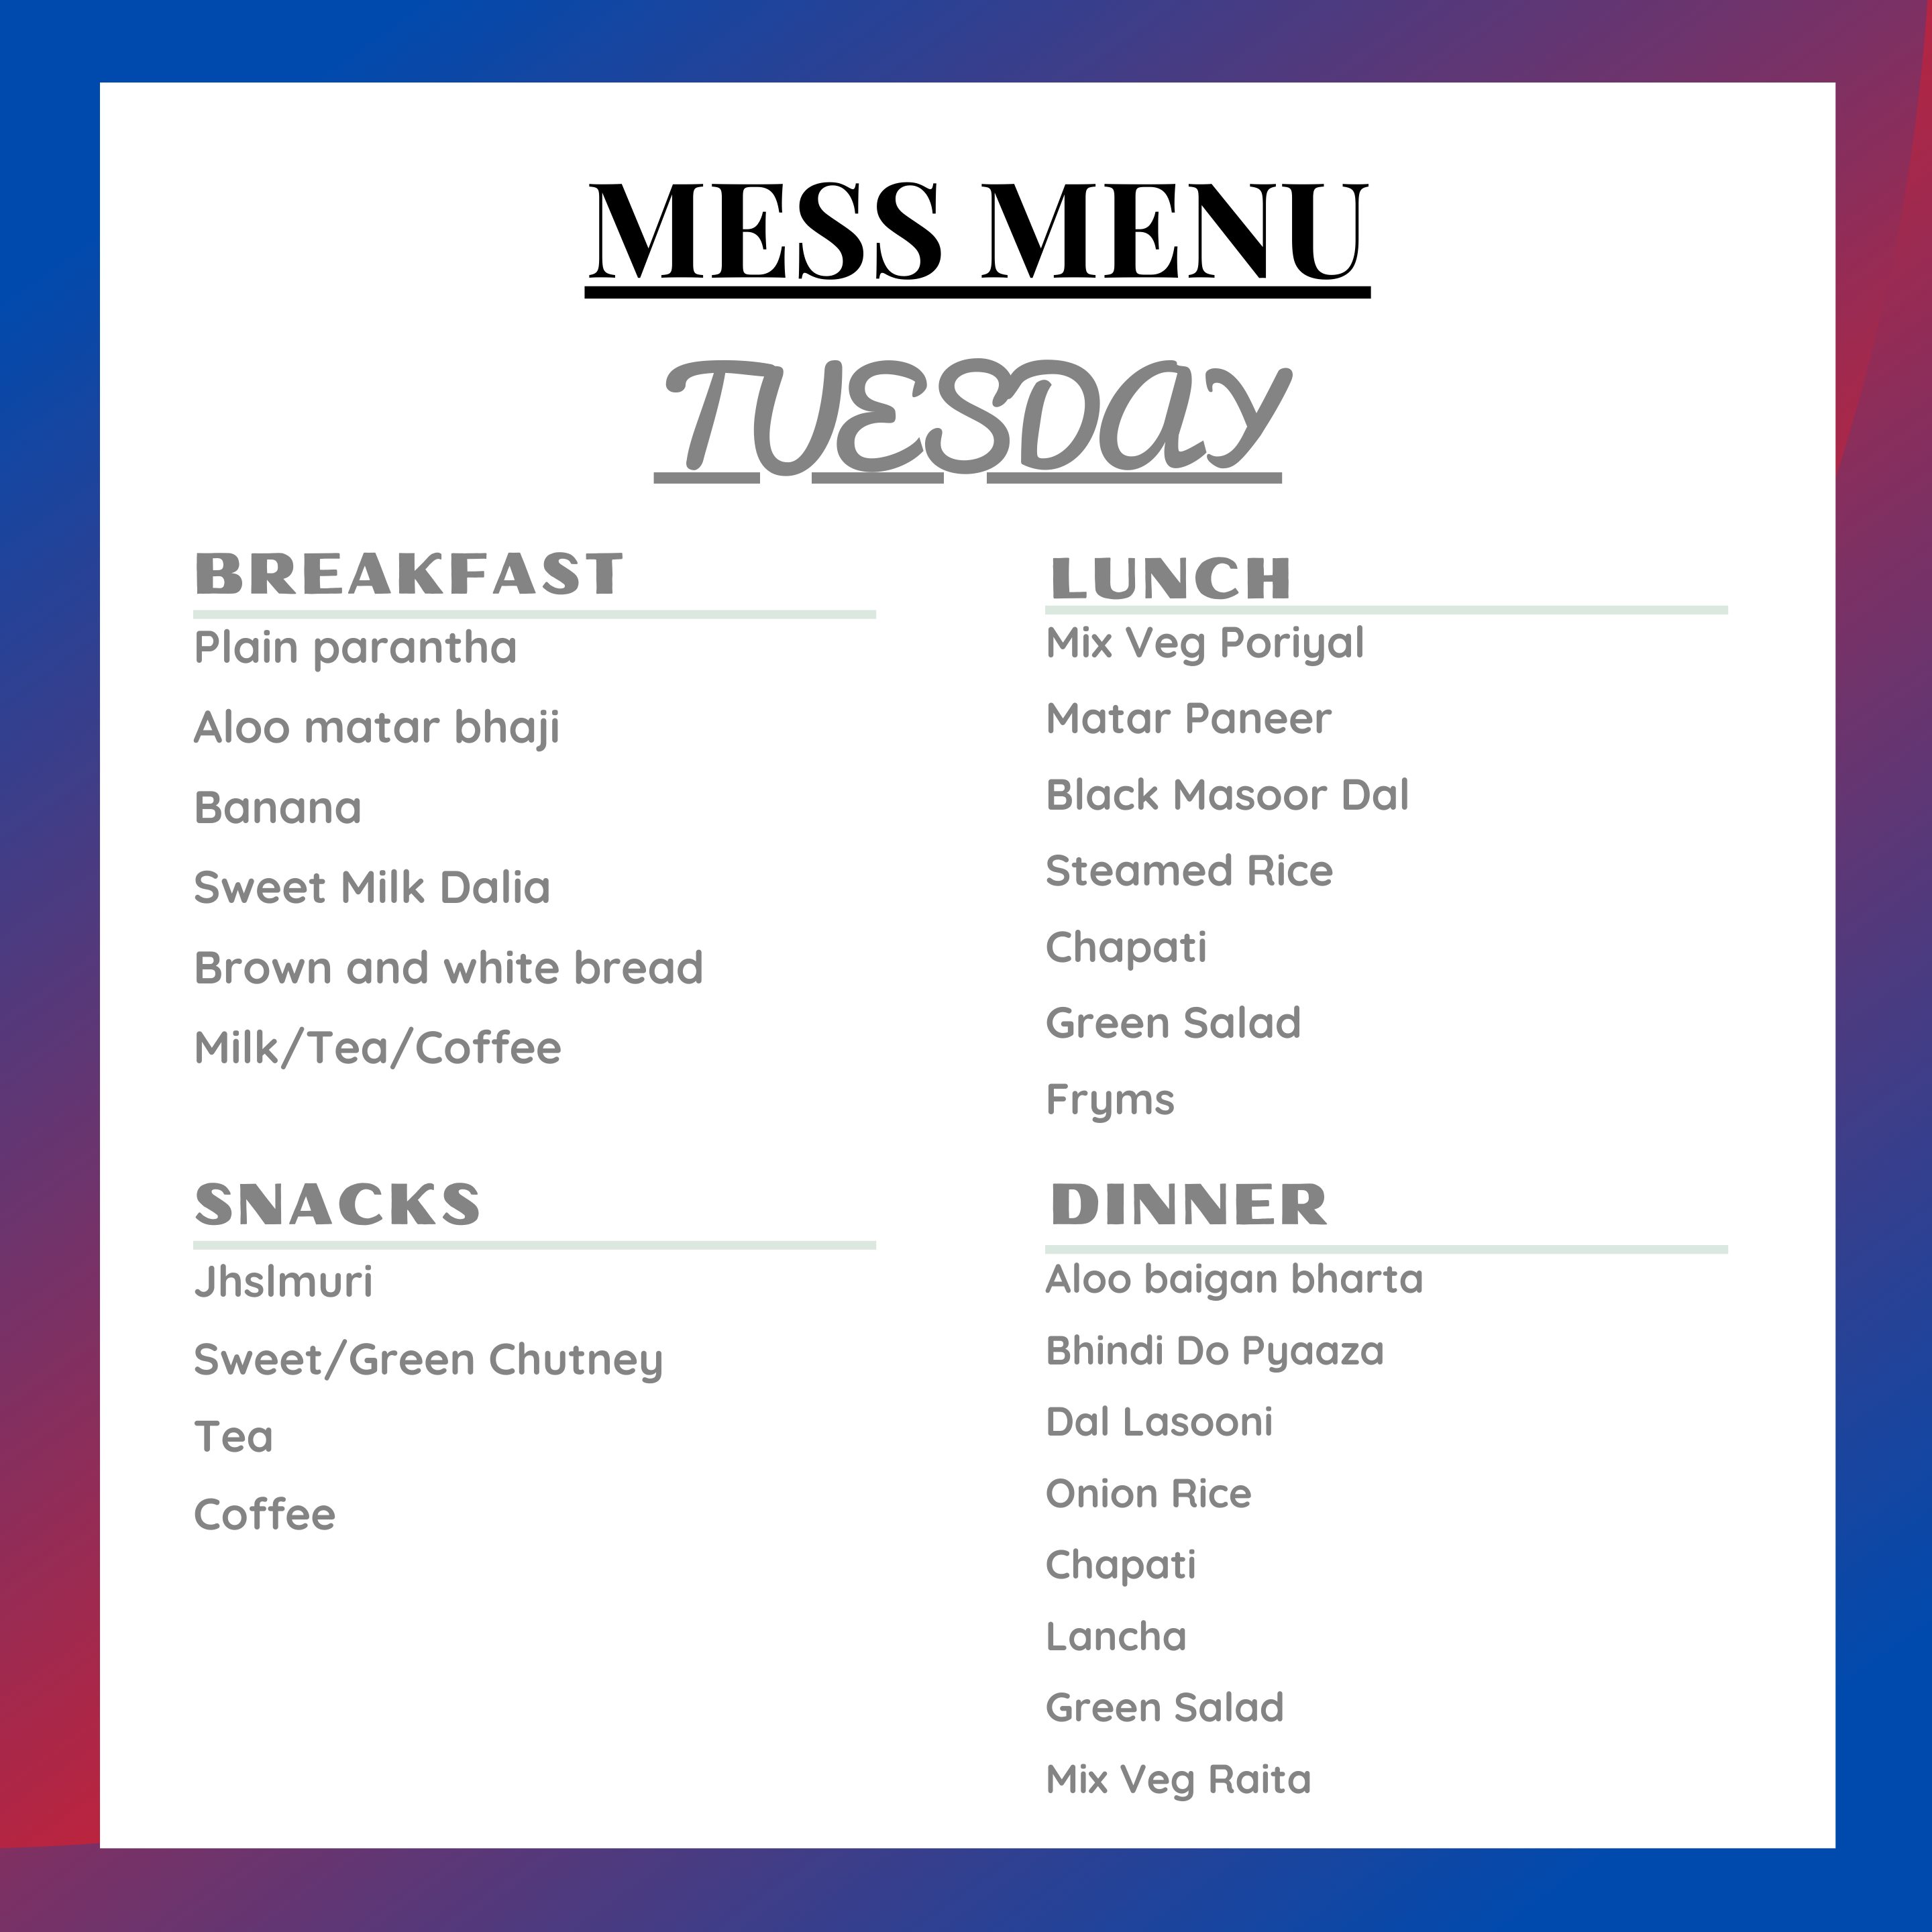 MESS MENU
TUESDAY
BREAKFAST
Plain parantha
Aloo matar bhaji
Banana
Sweet Milk Dalia
Brown and white bread
Milk/Tea/Coffee
LUNCH
Mix Veg Poriyal
Matar Paneer
Black Masoor Dal
Steamed Rice
Chapati
Green Salad
Fryms
SNACKS
Jhslmuri
Sweet/Green Chutney
Tea
Coffee
DINNER
Aloo baigan bharta
Bhindi Do Pyaaza
Dal Lasooni
Onion Rice
Chapati
Lancha
Green Salad
Mix Veg Raita